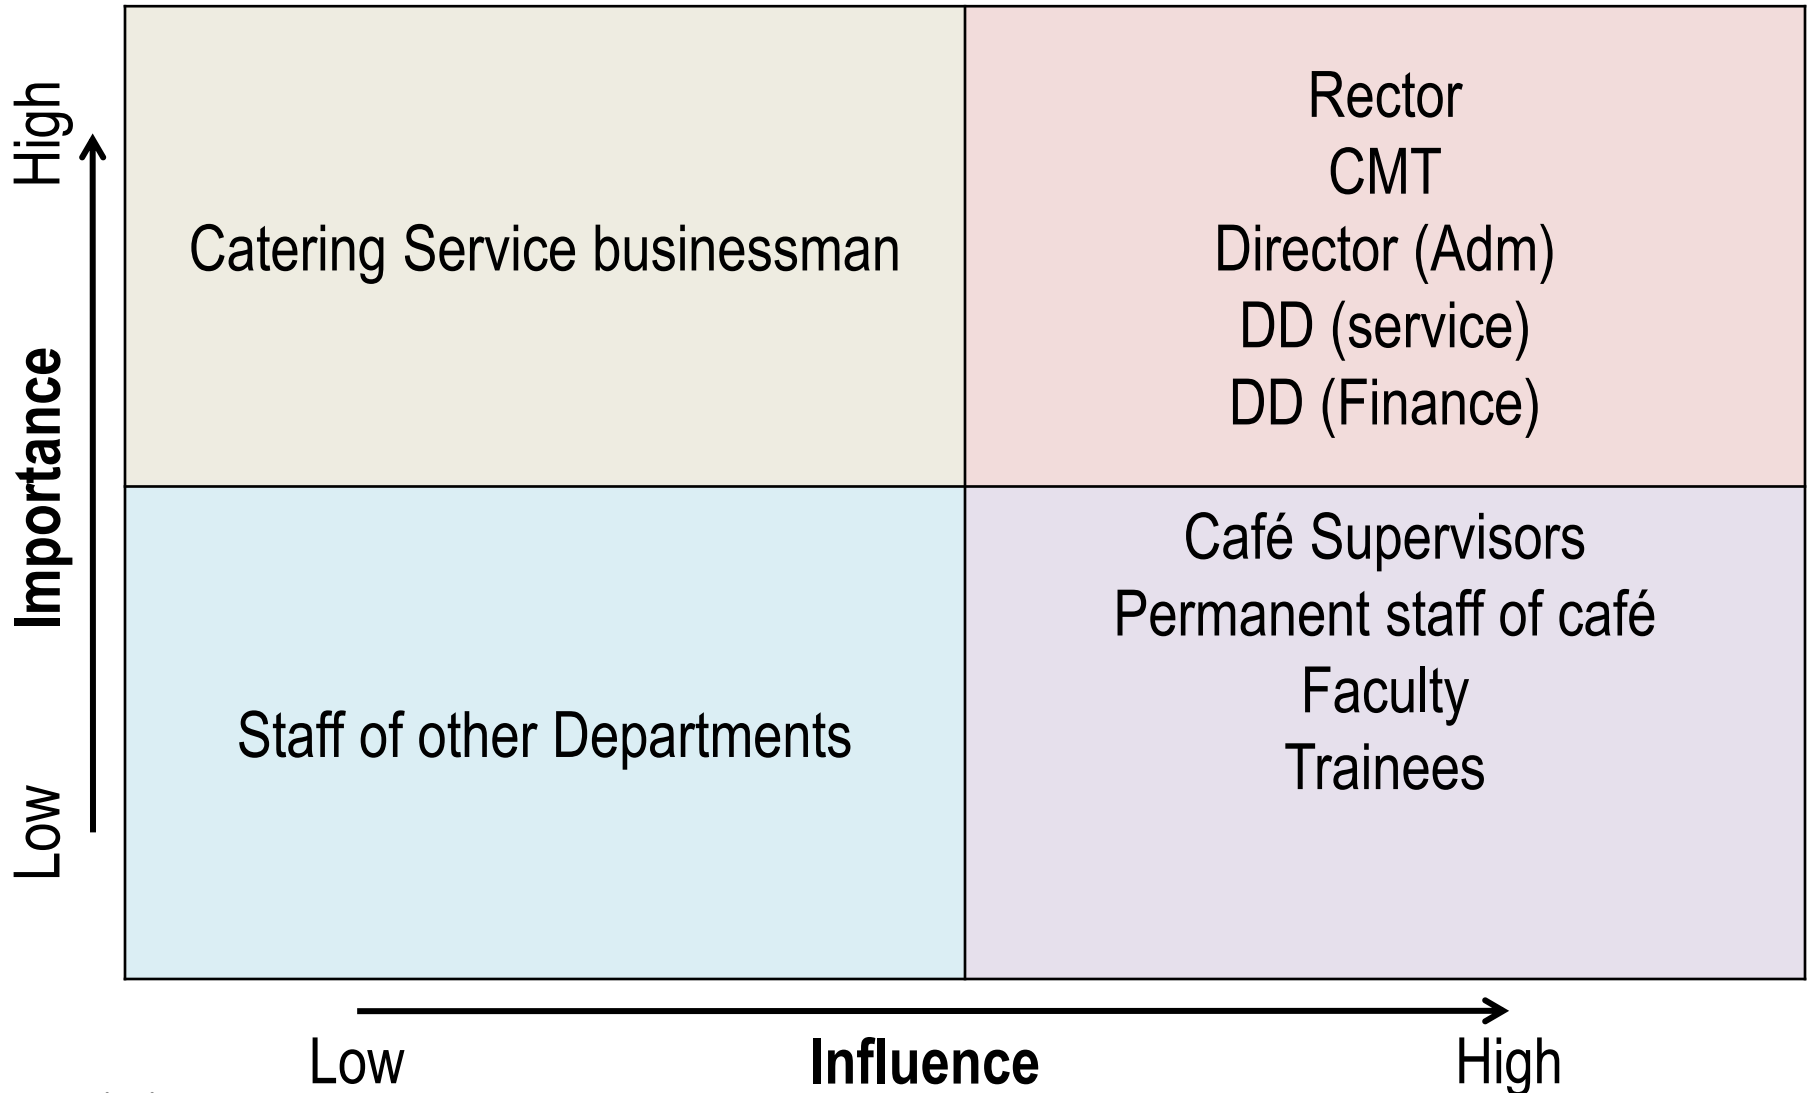 High
Importance
Low
Catering Service businessman
Rector
CMT
Director (Adm)
DD (service)
DD (Finance)
Staff of other Departments
Café Supervisors
Permanent staff of café
Faculty
Trainees
Low
Influence
High